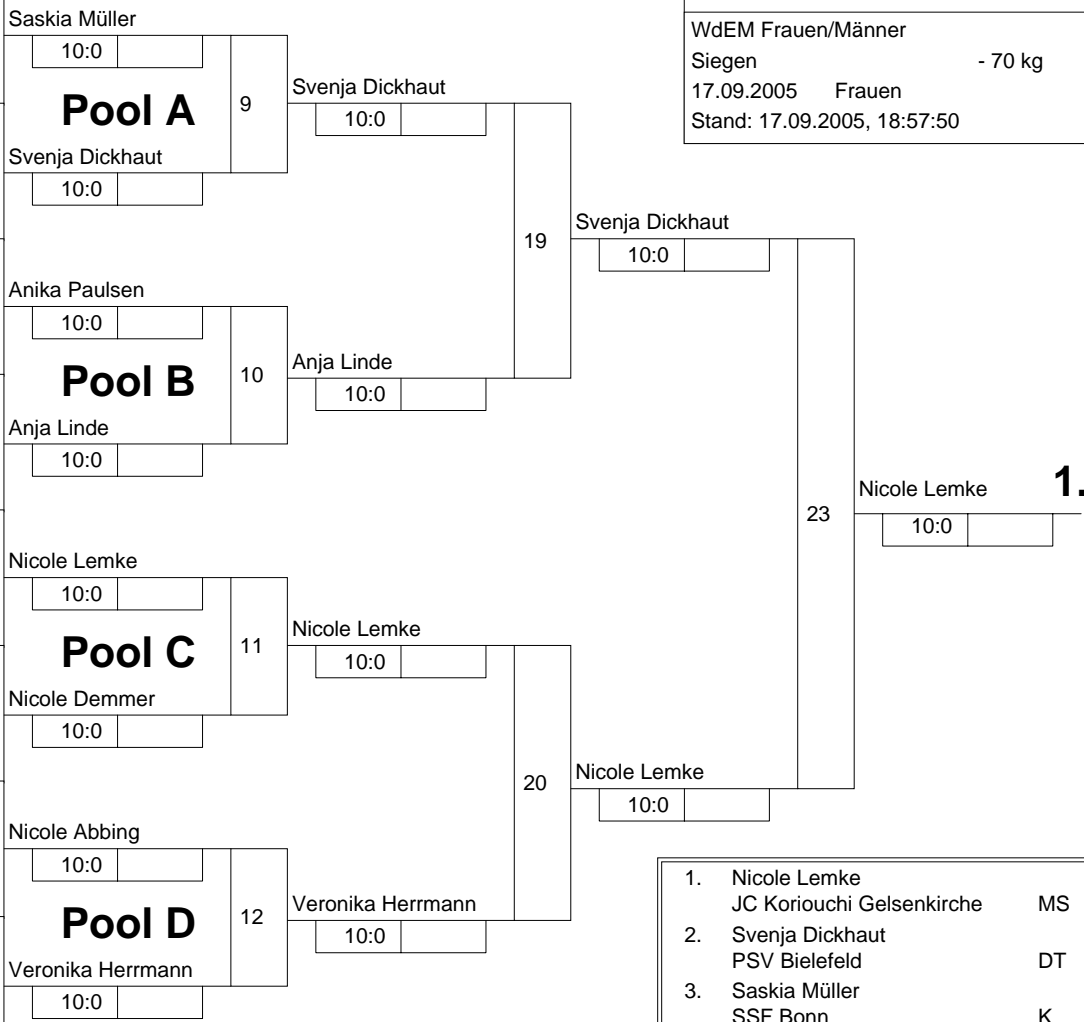 Saskia Müller
10:0
Pool A
9
Svenja Dickhaut
10:0
Svenja Dickhaut
10:0
WdEM Frauen/Männer
Siegen - 70 kg
17.09.2005 Frauen
Stand: 17.09.2005, 18:57:50
19
Svenja Dickhaut
10:0
Anika Paulsen
10:0
Pool B
10
Anja Linde
10:0
Anja Linde
10:0
23
Nicole Lemke 1.
10:0
Nicole Lemke
10:0
Pool C
11
Nicole Lemke
10:0
Nicole Demmer
10:0
20
Nicole Lemke
10:0
Nicole Abbing
10:0
Pool D
12
Veronika Herrmann
10:0
Veronika Herrmann
10:0
1. Nicole Lemke
JC Koriouchi Gelsenkirche MS
2. Svenja Dickhaut
PSV Bielefeld DT
3. Saskia Müller
SSF Bonn K